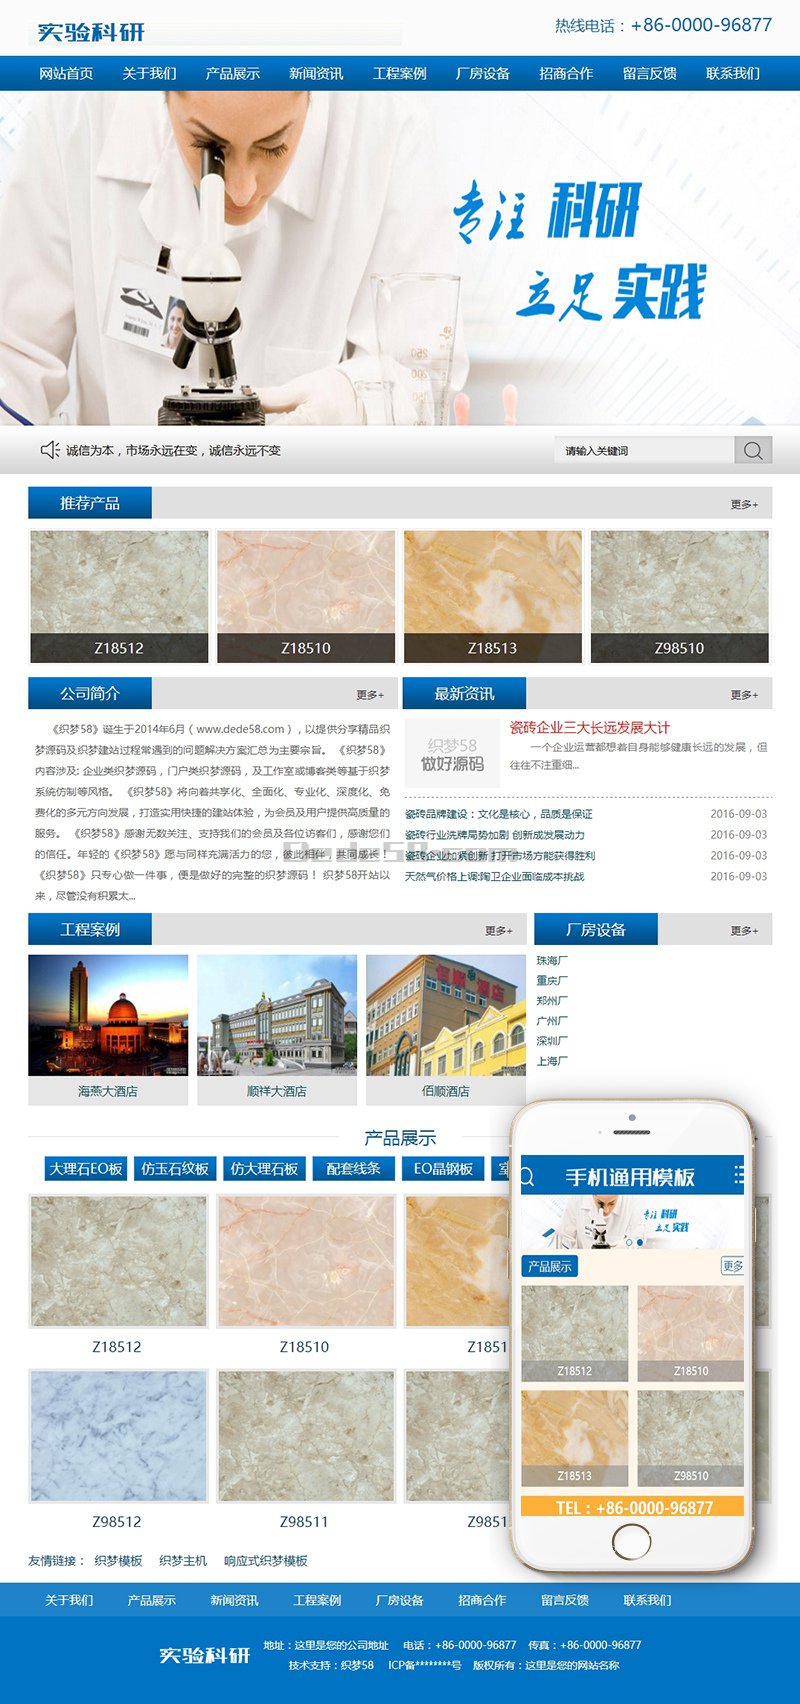 实验科研
热线电话：+86-0000-96877
网站首页 关于我们 产品展示 新闻资讯 工程案例 厂房设备 招商合作 留言反馈 联系我们
专注 科研
立足 实践
250
诚信为本，市场永远在变，诚信永远不变
请输入关键词
推荐产品 更多+
Z18512 Z18510 Z18513 Z98510
公司简介 更多+
《织梦58》诞生于2014年6月（www.dede58.com），以提供分享精品织
梦源码及织梦建站过程常遇到的问题解决方案汇总为主要宗旨。 《织梦58》
内容涉及: 企业类织梦源码，门户类织梦源码，及工作室或博客类等基于织梦
系统仿制等风格。 《织梦58》将向着共享化、全面化、专业化、深度化、免
费化的多元方向发展，打造实用快捷的建站体验，为会员及用户提供高质量的
服务。 《织梦58》感谢无数关注、支持我们的会员及各位访客们，感谢您们
的信任。年轻的《织梦58》愿与同样充满活力的您，彼此相伴，共同成长！
《织梦58》只专心做一件事，便是做好的完整的织梦源码！ 织梦58开站以
来，尽管没有积累太...
最新资讯 更多+
织梦58
做好源码
瓷砖企业三大长远发展大计
一个企业运营都想着自身能够健康长远的发展，但
往往不注重细...
瓷砖品牌建设：文化是核心，品质是保证 2016-09-03
瓷砖行业洗牌局势加剧 创新成发展动力 2016-09-03
瓷砖企业加紧创新 打开市场方能获得胜利 2016-09-03
天然气价格上调:陶卫企业面临成本挑战 2016-09-03
Dede58.com
工程案例 更多+
海燕大酒店 顺祥大酒店 佰顺酒店
厂房设备 更多+
珠海厂
重庆厂
郑州厂
广州厂
深圳厂
上海厂
产品展示
大理石EO板 仿玉石纹板 仿大理石板 配套线条 EO晶钢板
Z18512 Z18510 Z1851
Z98512 Z98511 Z9851
手机通用模板
专注 科研
立足 实践
产品展示 更多
Z18512 Z18510
Z18513 Z98510
TEL：+86-0000-96877
友情链接： 织梦模板 织梦主机 响应式织梦模板
关于我们 产品展示 新闻资讯 工程案例 厂房设备 招商合作 留言反馈 联系我们
实验科研
地址：这里是您的公司地址 电话：+86-0000-96877 传真：+86-0000-96877
技术支持：织梦58 ICP备********号 版权所有：这里是您的网站名称